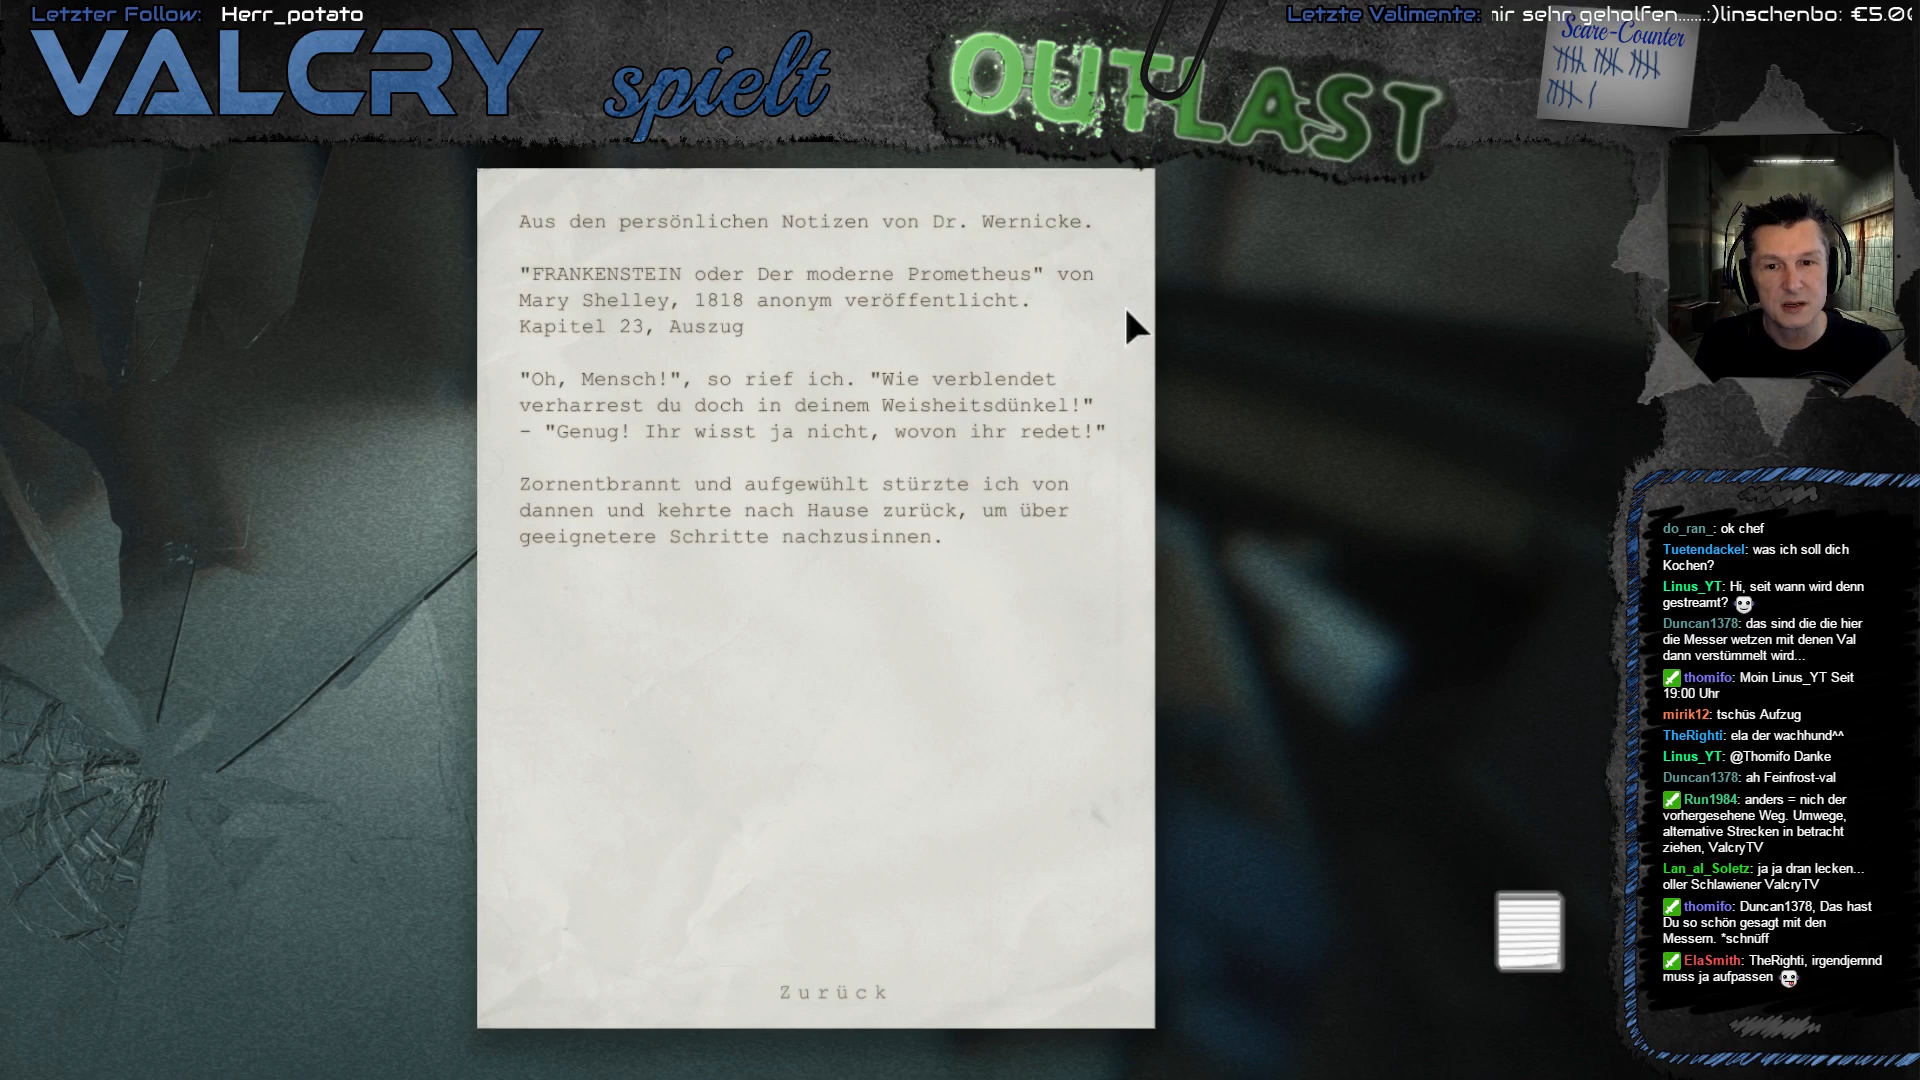 Letzter Follow: Herr_potato
Letzte Valimente: nir sehr geholfen......:)linschenbo: €5.0
VALCRY spielt OUTLAST
Scare-Counter
Aus den persönlichen Notizen von Dr. Wernicke.
"FRANKENSTEIN oder Der moderne Prometheus" von
Mary Shelley, 1818 anonym veröffentlicht.
Kapitel 23, Auszug
"Oh, Mensch!", so rief ich. "Wie verblendet
verharrest du doch in deinem Weisheitsdünkel!"
- "Genug! Ihr wisst ja nicht, wovon ihr redet!"
Zornentbrannt und aufgewühlt stürzte ich von
dannen und kehrte nach Hause zurück, um über
geeignetere Schritte nachzusinnen.
Zurück
do_ran_: ok chef
Tuetendackel: was ich soll dich
Kochen?
Linus_YT: Hi, seit wann wird denn
gestreamt?
Duncan1378: das sind die die hier
die Messer wetzen mit denen Val
dann verstümmelt wird...
thomifo: Moin Linus_YT Seit
19:00 Uhr
mirik12: tschüs Aufzug
TheRighti: ela der wachhund^^
Linus_YT: @Thomifo Danke
Duncan1378: ah Feinfrost-val
Run1984: anders = nich der
vorhergesehene Weg. Umwege,
alternative Strecken in betracht
ziehen, ValcryTV
Lan_al_Soletz: ja ja dran lecken...
oller Schlawiener ValcryTV
thomifo: Duncan1378, Das hast
Du so schön gesagt mit den
Messern. *schnüff
ElaSmith: TheRighti, irgendjemnd
muss ja aufpassen